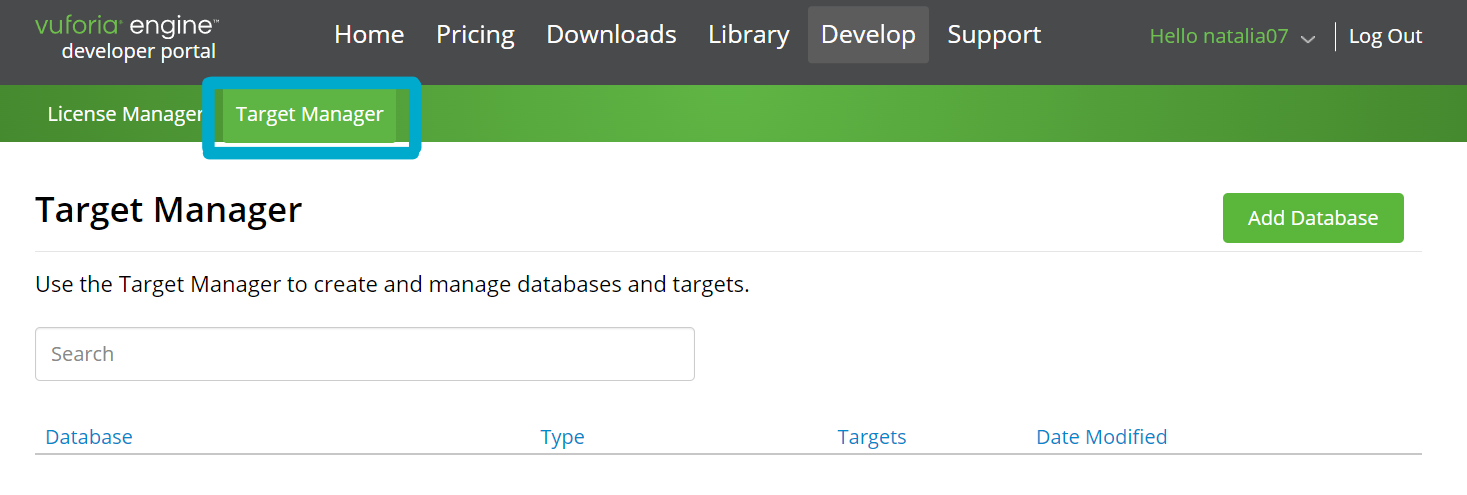 vuforia® engine™
developer portal
Home Pricing Downloads Library Develop Support
Hello natalia07 Log Out
License Manager Target Manager
Target Manager
Add Database
Use the Target Manager to create and manage databases and targets.
Search
Database Type Targets Date Modified